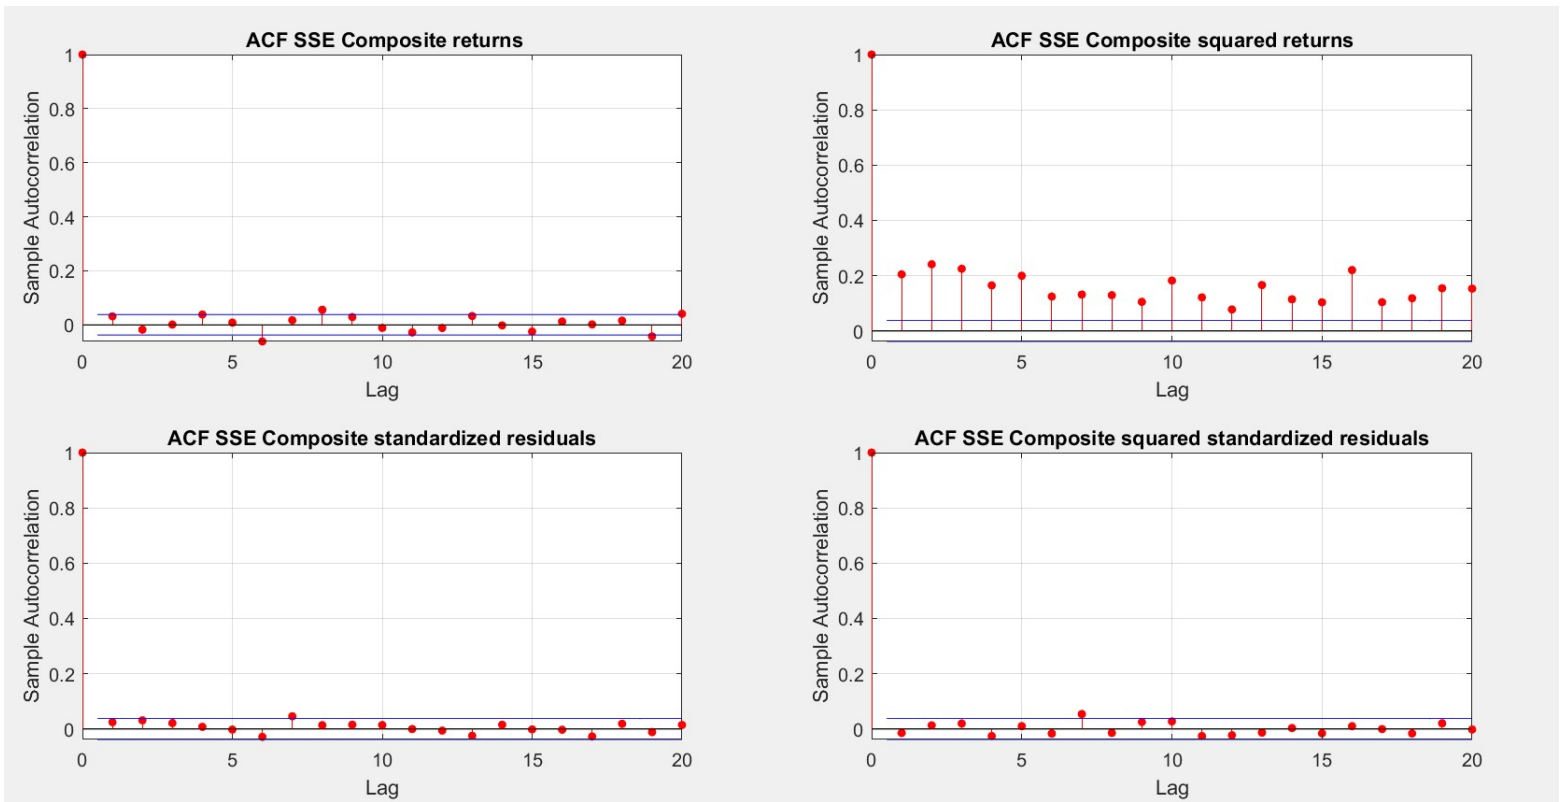 ACF SSE Composite returns
1
0.8
0.6
0.4
0.2
0
Sample Autocorrelation
0 5 10 15 20
Lag
ACF SSE Composite squared returns
1
0.8
0.6
0.4
0.2
0
Sample Autocorrelation
0 5 10 15 20
Lag
ACF SSE Composite standardized residuals
1
0.8
0.6
0.4
0.2
0
Sample Autocorrelation
0 5 10 15 20
Lag
ACF SSE Composite squared standardized residuals
1
0.8
0.6
0.4
0.2
0
Sample Autocorrelation
0 5 10 15 20
Lag